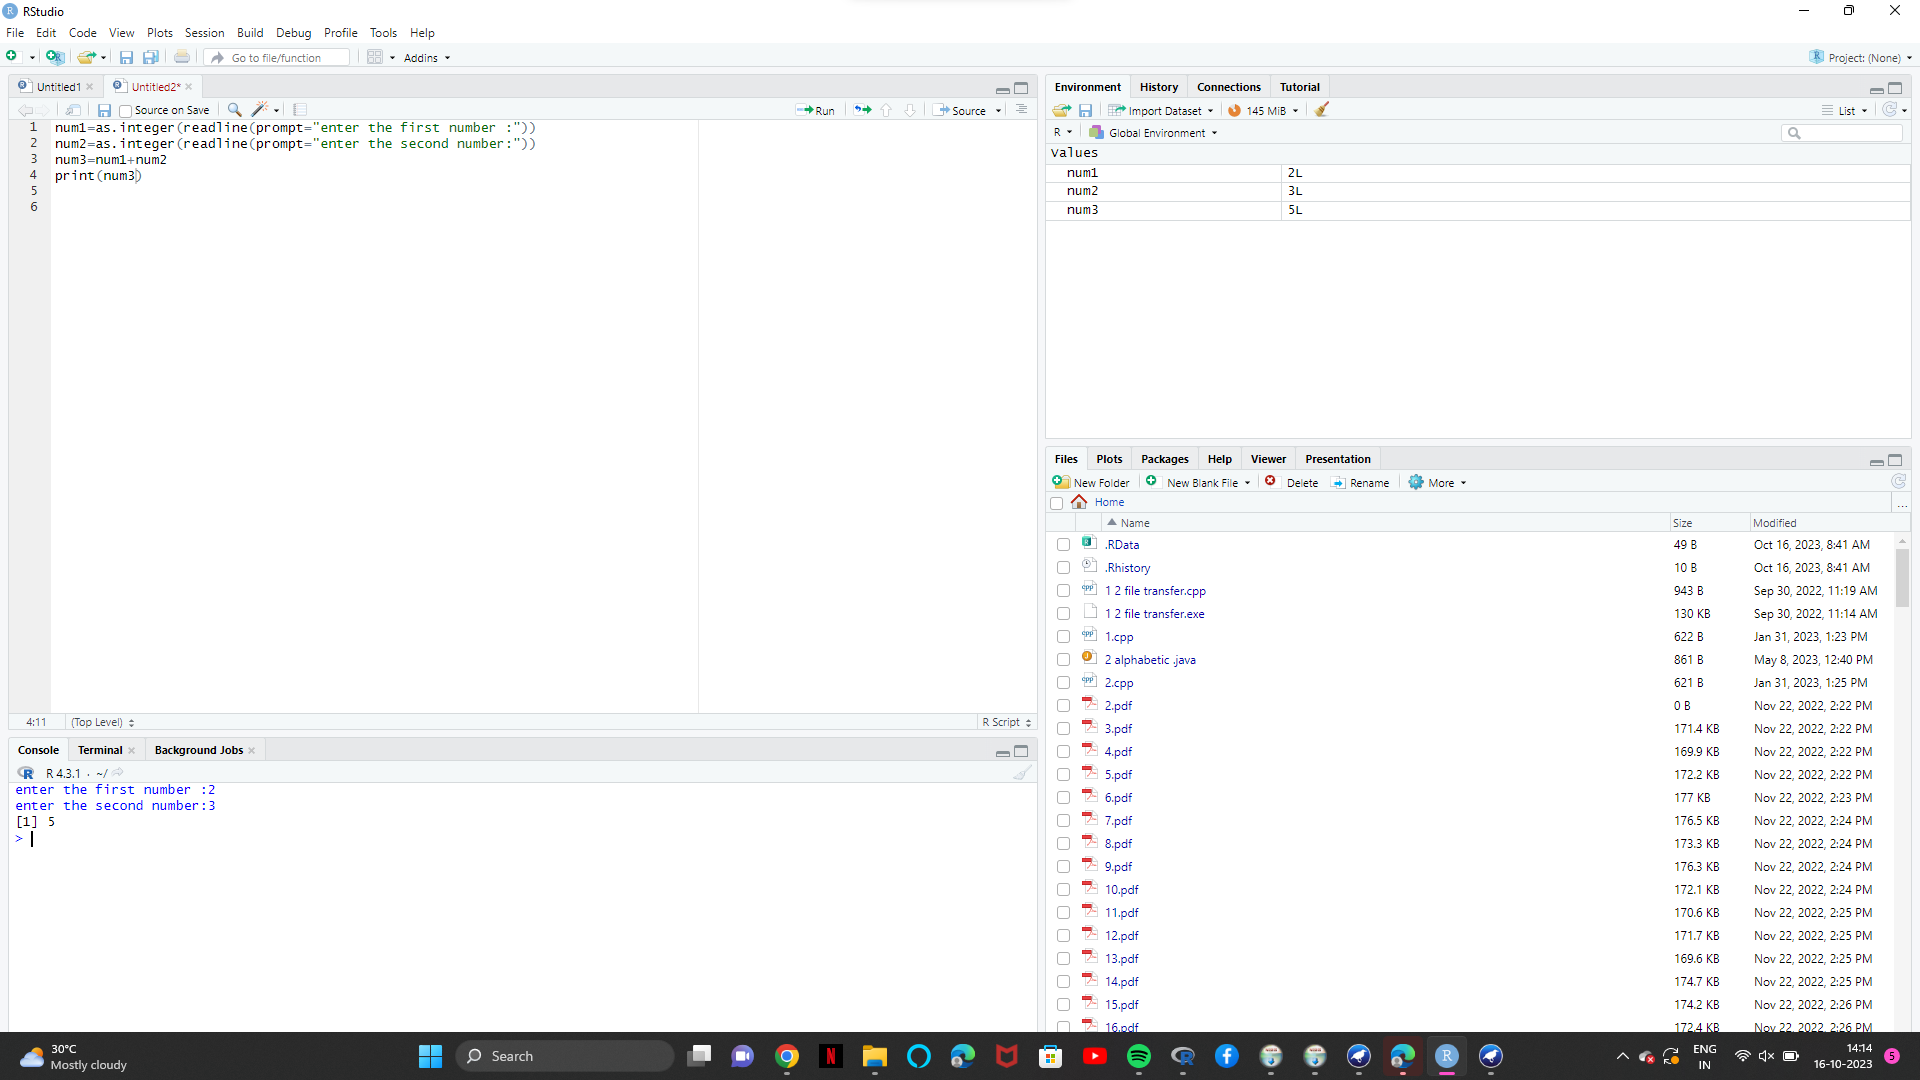 RStudio
File Edit Code View Plots Session Build Debug Profile Tools Help
Go to file/function Addins Project: (None)
Untitled1 Untitled2*
Source on Save Run Source
1 num1=as.integer(readline(prompt="enter the first number :"))
2 num2=as.integer(readline(prompt="enter the second number:"))
3 num3=num1+num2
4 print(num3)
5
6
4:11 (Top Level) R Script
Console Terminal Background Jobs
R 4.3.1 · ~/
enter the first number :2
enter the second number:3
[1] 5
>
Environment History Connections Tutorial
Import Dataset 145 MiB List
R Global Environment
Values
num1 2L
num2 3L
num3 5L
Files Plots Packages Help Viewer Presentation
New Folder New Blank File Delete Rename More
Home ...
Name Size Modified
.RData 49 B Oct 16, 2023, 8:41 AM
.Rhistory 10 B Oct 16, 2023, 8:41 AM
1 2 file transfer.cpp 943 B Sep 30, 2022, 11:19 AM
1 2 file transfer.exe 130 KB Sep 30, 2022, 11:14 AM
1.cpp 622 B Jan 31, 2023, 1:23 PM
2 alphabetic .java 861 B May 8, 2023, 12:40 PM
2.cpp 621 B Jan 31, 2023, 1:25 PM
2.pdf 0 B Nov 22, 2022, 2:22 PM
3.pdf 171.4 KB Nov 22, 2022, 2:22 PM
4.pdf 169.9 KB Nov 22, 2022, 2:22 PM
5.pdf 172.2 KB Nov 22, 2022, 2:22 PM
6.pdf 177 KB Nov 22, 2022, 2:23 PM
7.pdf 176.5 KB Nov 22, 2022, 2:24 PM
8.pdf 173.3 KB Nov 22, 2022, 2:24 PM
9.pdf 176.3 KB Nov 22, 2022, 2:24 PM
10.pdf 172.1 KB Nov 22, 2022, 2:24 PM
11.pdf 170.6 KB Nov 22, 2022, 2:25 PM
12.pdf 171.7 KB Nov 22, 2022, 2:25 PM
13.pdf 169.6 KB Nov 22, 2022, 2:25 PM
14.pdf 174.7 KB Nov 22, 2022, 2:25 PM
15.pdf 174.2 KB Nov 22, 2022, 2:26 PM
16.pdf 172.4 KB Nov 22, 2022, 2:26 PM
30°C
Mostly cloudy
Search
ENG
IN
14:14
16-10-2023
5